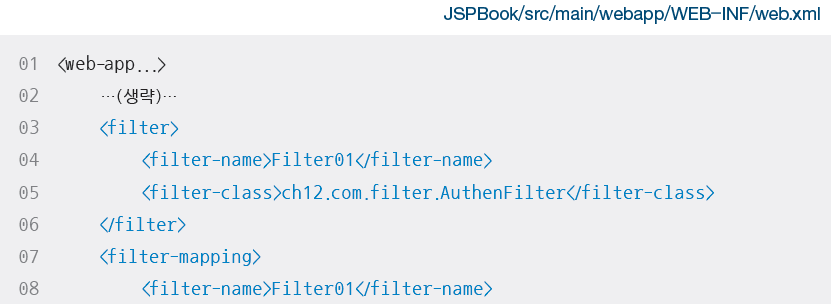 JSPBook/src/main/webapp/WEB-INF/web.xml
01 <web-app...>
02 …(생략)…
03 <filter>
04 <filter-name>Filter01</filter-name>
05 <filter-class>ch12.com.filter.AuthenFilter</filter-class>
06 </filter>
07 <filter-mapping>
08 <filter-name>Filter01</filter-name>